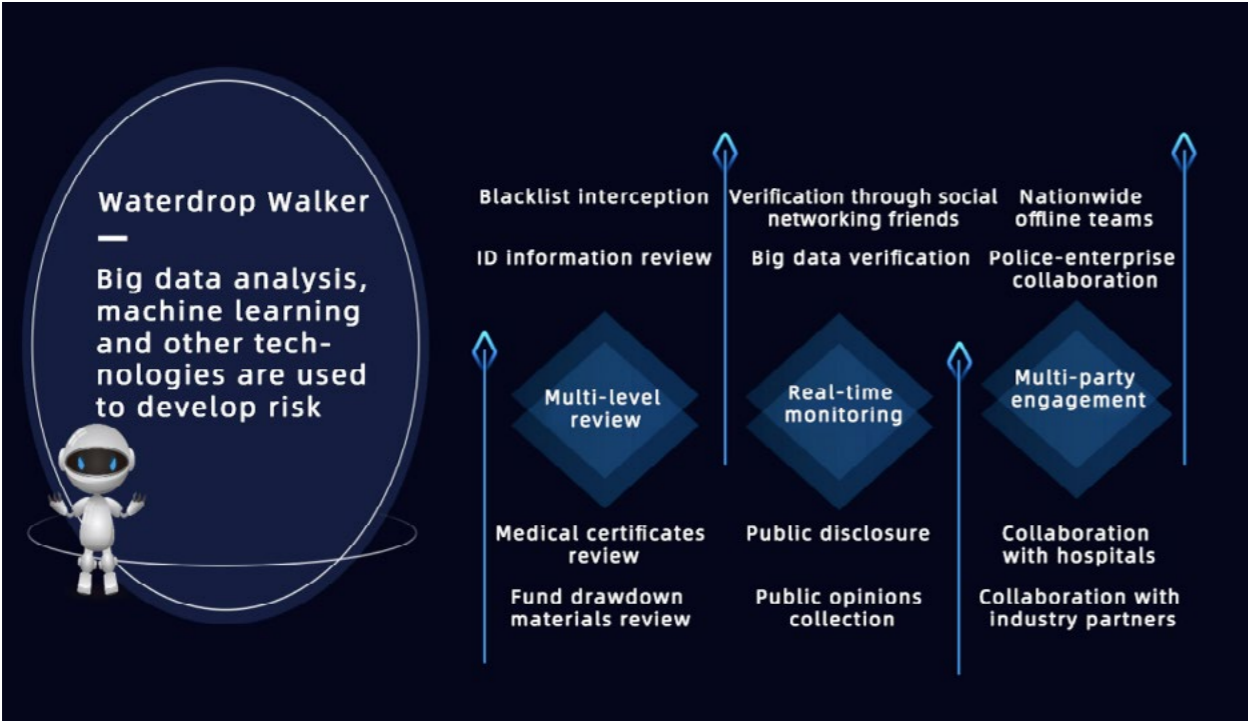 Waterdrop Walker
Big data analysis,
machine learning
and other tech-
nologies are used
to develop risk
Blacklist interception
ID information review
Multi-level
review
Medical certificates
review
Fund drawdown
materials review
Verification through social
networking friends
Big data verification
Real-time
monitoring
Public disclosure
Public opinions
collection
Nationwide
offline teams
Police-enterprise
collaboration
Multi-party
engagement
Collaboration
with hospitals
Collaboration with
industry partners